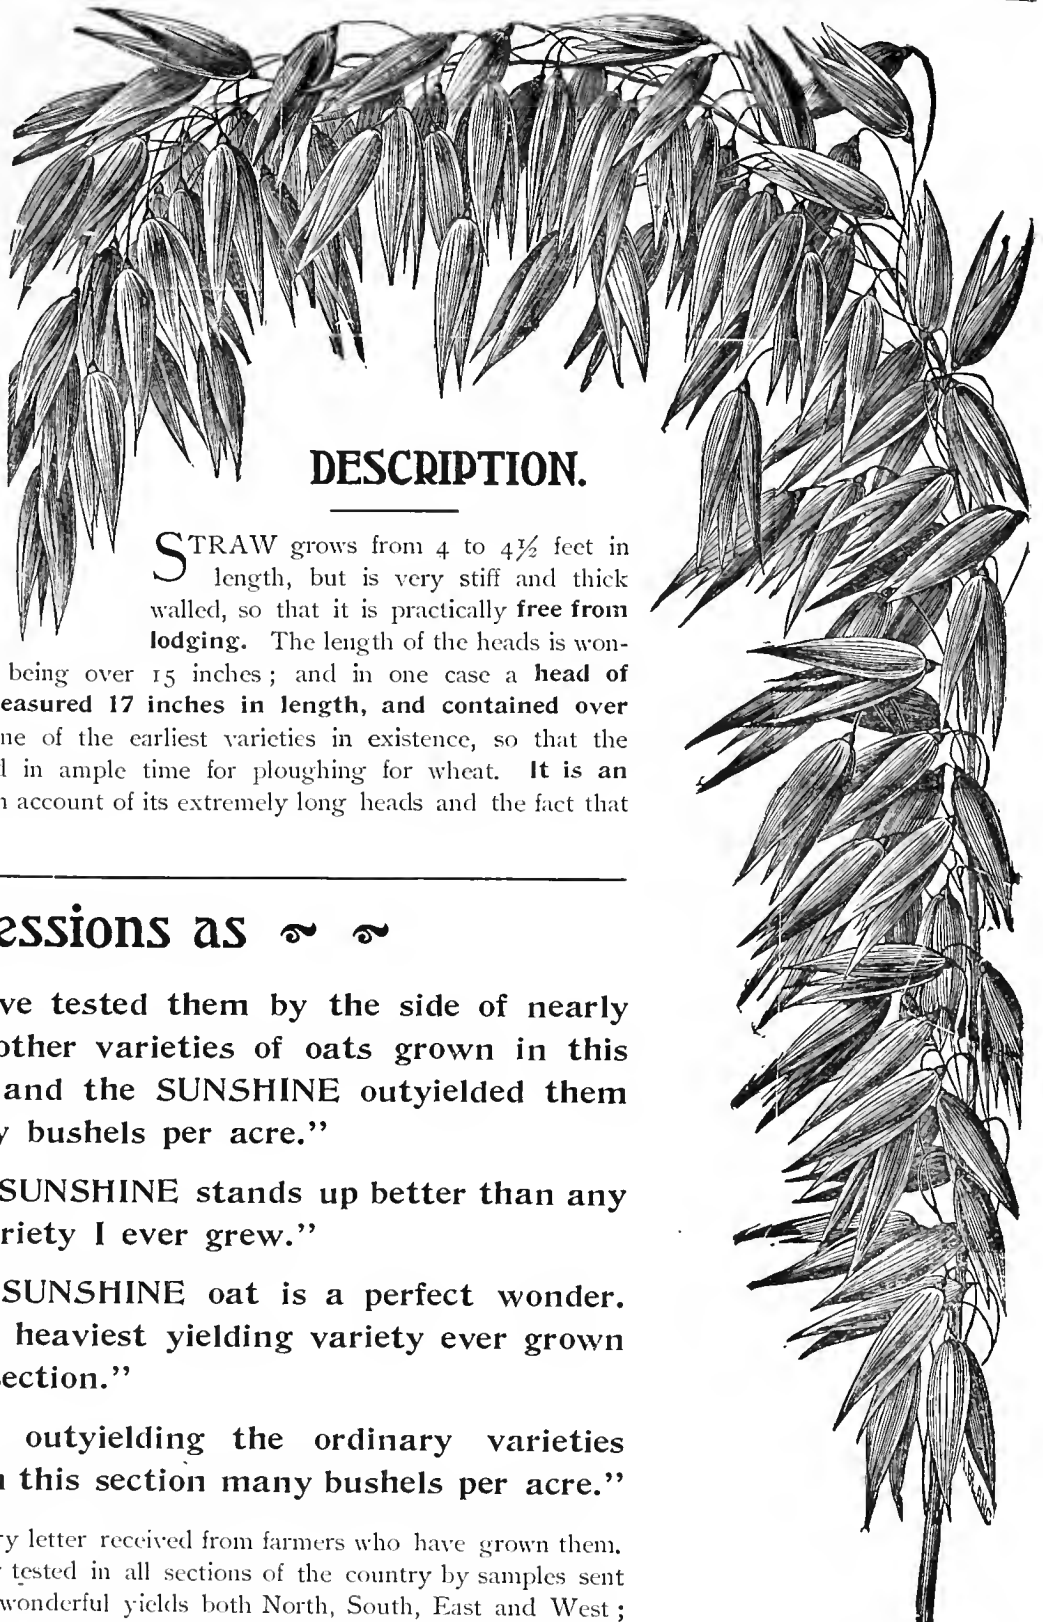 DESCRIPTION.
STRAW grows from 4 to 4½ feet in
length, but is very stiff and thick
walled, so that it is practically free from
lodging. The length of the heads is won-
being over 15 inches ; and in one case a head of
easured 17 inches in length, and contained over
ne of the earliest varieties in existence, so that the
l in ample time for ploughing for wheat. It is an
account of its extremely long heads and the fact that
essions as
ve tested them by the side of nearly
other varieties of oats grown in this
and the SUNSHINE outyielded them
y bushels per acre."
SUNSHINE stands up better than any
riety I ever grew."
SUNSHINE oat is a perfect wonder.
heaviest yielding variety ever grown
ection."
outyielding the ordinary varieties
this section many bushels per acre."
ry letter received from farmers who have grown them.
tested in all sections of the country by samples sent
wonderful yields both North, South, East and West ;